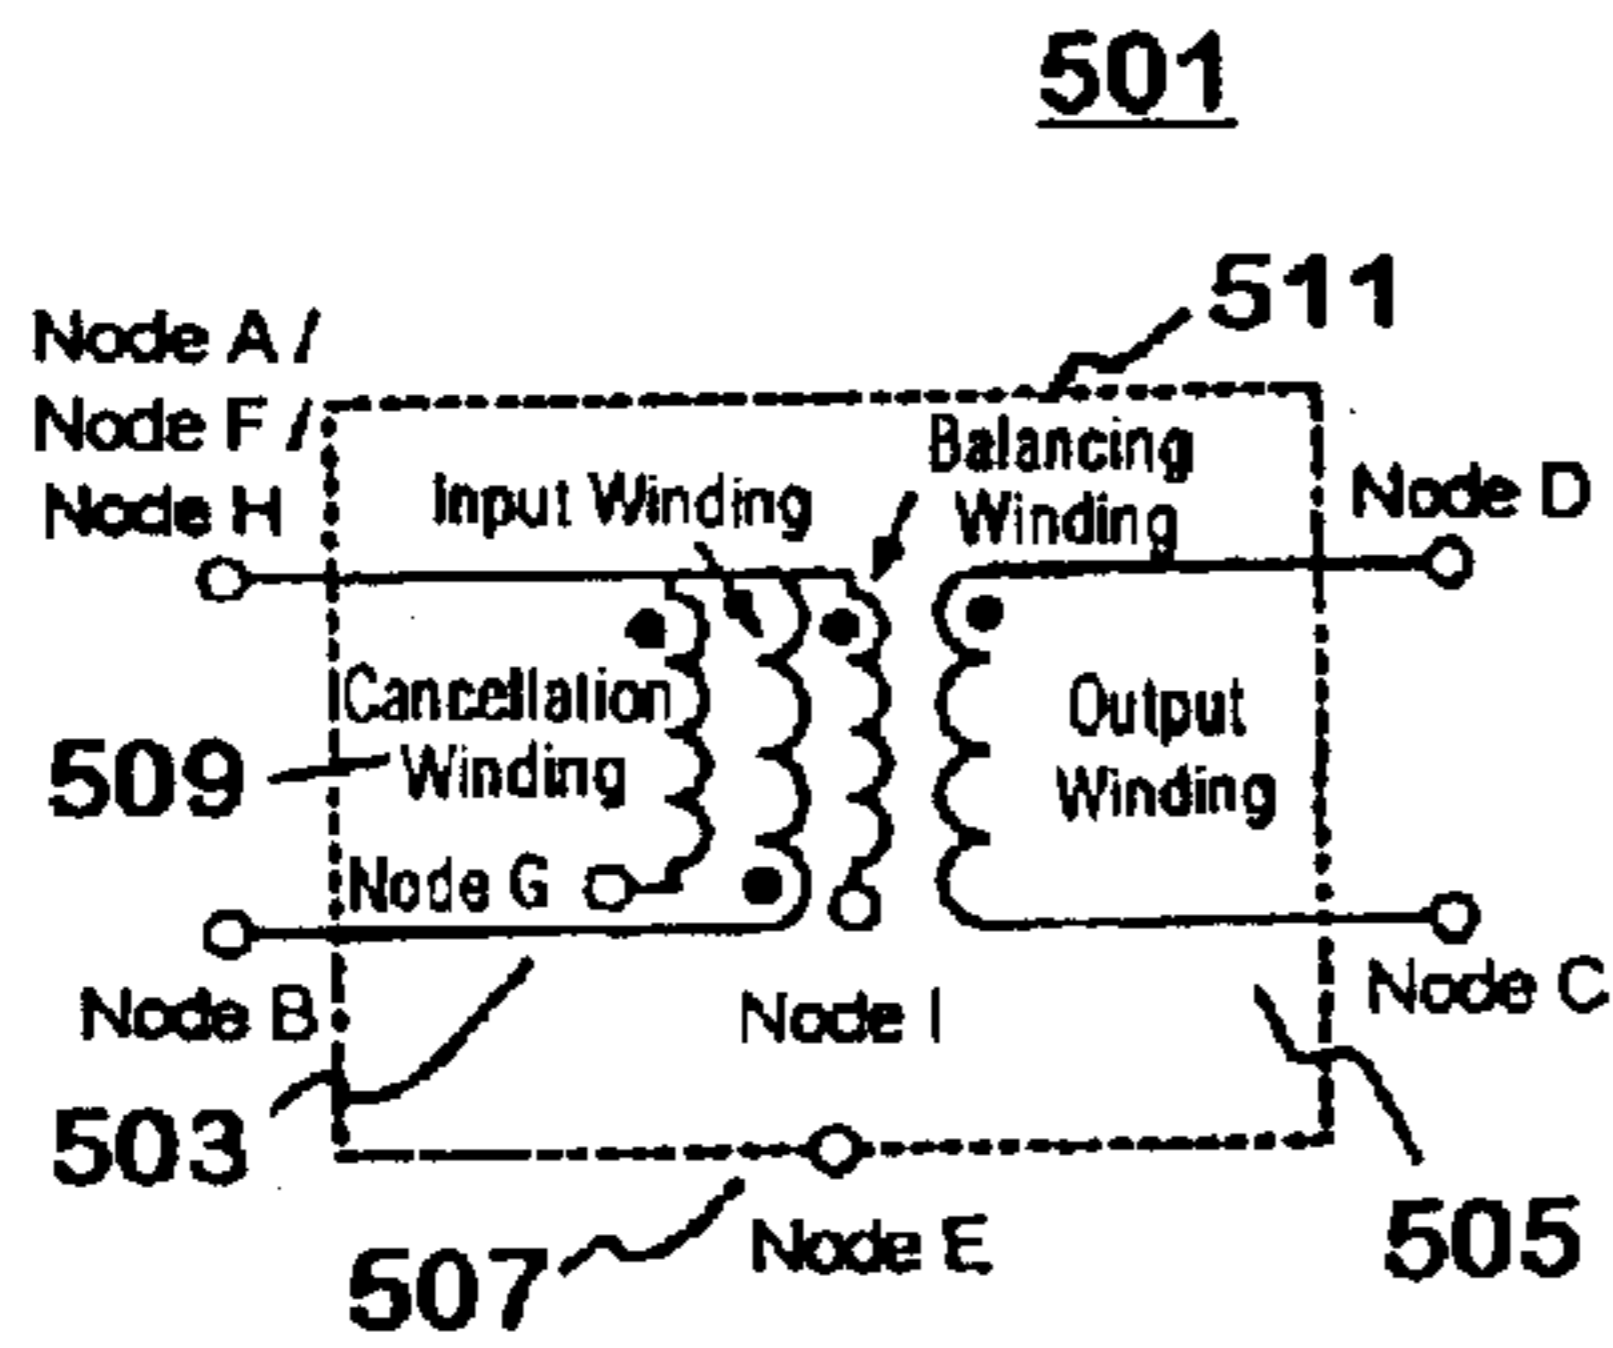 501
511
Node A /
Node F /
Node H
Input Winding
Balancing
Winding
Node D
Cancellation
Winding
509
Output
Winding
Node G
Node B
Node I
Node C
503
507
Node E
505